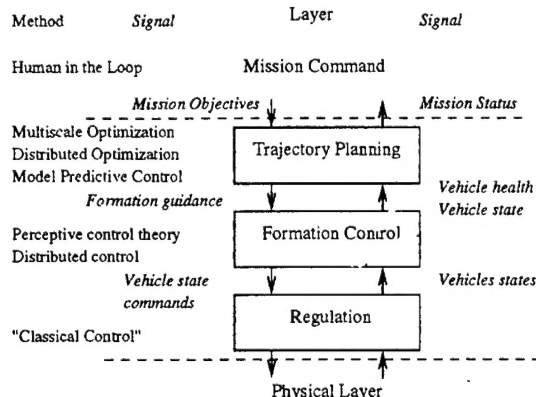 Method Signal Layer Signal
Human in the Loop Mission Command
Mission Objectives Mission Status
Multiscale Optimization
Distributed Optimization Trajectory Planning
Model Predictive Control
Formation guidance Vehicle health
Vehicle state
Perceptive control theory Formation Control
Distributed control
Vehicle state Vehicles states
commands
Regulation
"Classical Control"
Physical Layer